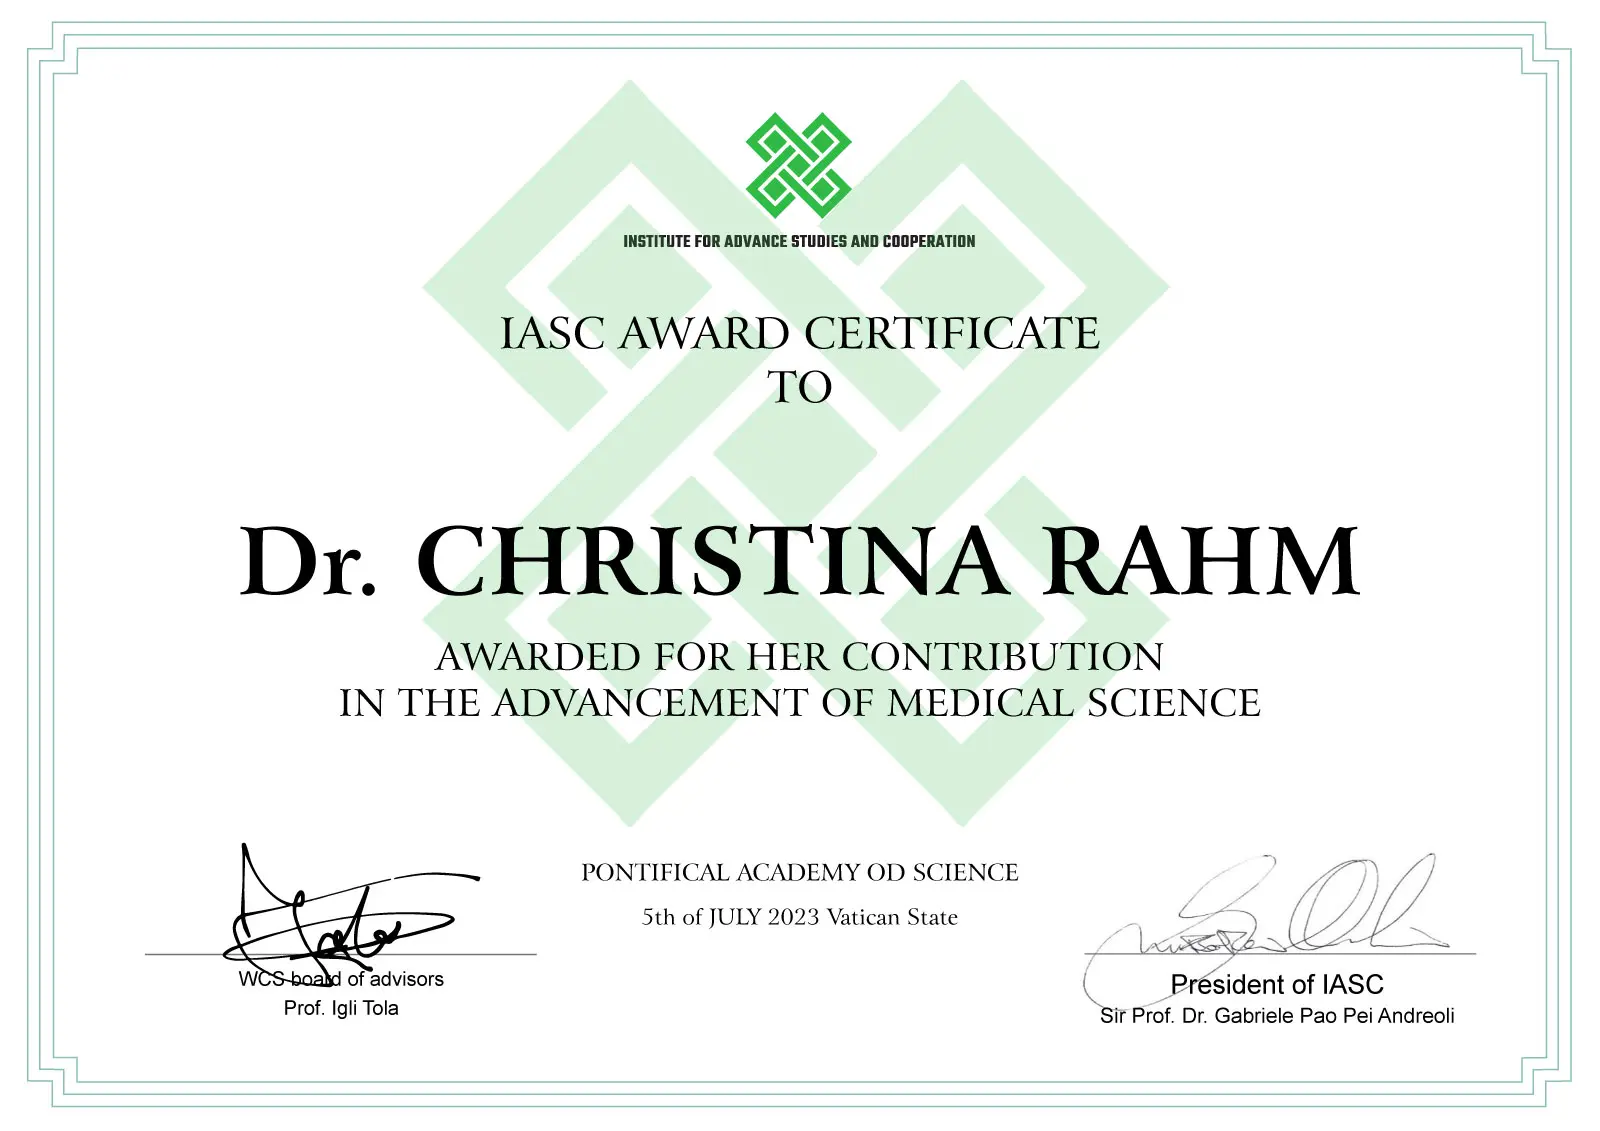 INSTITUTE FOR ADVANCE STUDIES AND COOPERATION
IASC AWARD CERTIFICATE
TO
Dr. CHRISTINA RAHM
AWARDED FOR HER CONTRIBUTION
IN THE ADVANCEMENT OF MEDICAL SCIENCE
PONTIFICAL ACADEMY OD SCIENCE
5th of JULY 2023 Vatican State
WCS board of advisors
Prof. Igli Tola
President of IASC
Sir Prof. Dr. Gabriele Pao Pei Andreoli